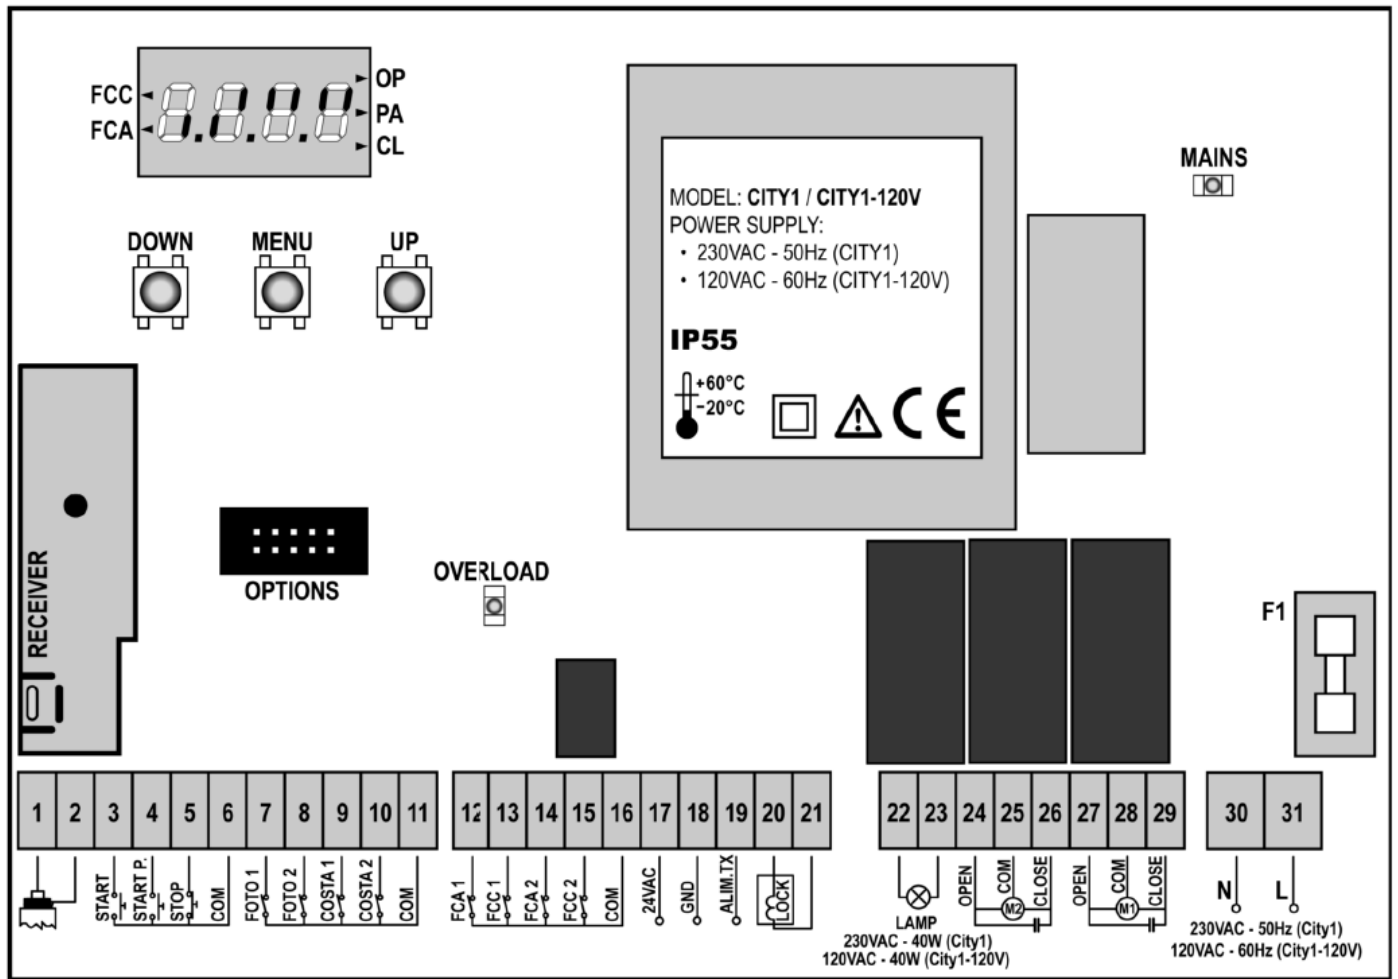 FCC
FCA
OP
PA
CL
DOWN
MENU
UP
MAINS
MODEL: CITY1 / CITY1-120V
POWER SUPPLY:
• 230VAC - 50Hz (CITY1)
• 120VAC - 60Hz (CITY1-120V)
IP55
+60°C
-20°C
CE
RECEIVER
OPTIONS
OVERLOAD
F1
1 2 3 4 5 6 7 8 9 10 11
12 13 14 15 16 17 18 19 20 21
22 23 24 25 26 27 28 29
30 31
START
START P.
STOP
COM
FOTO 1
FOTO 2
COSTA 1
COSTA 2
COM
FCA 1
FCC 1
FCA 2
FCC 2
COM
24VAC
GND
ALIM.TX
LOCK
LAMP
230VAC - 40W (City1)
120VAC - 40W (City1-120V)
OPEN
COM
CLOSE
M2
OPEN
COM
CLOSE
M1
N
L
230VAC - 50Hz (City1)
120VAC - 60Hz (City1-120V)